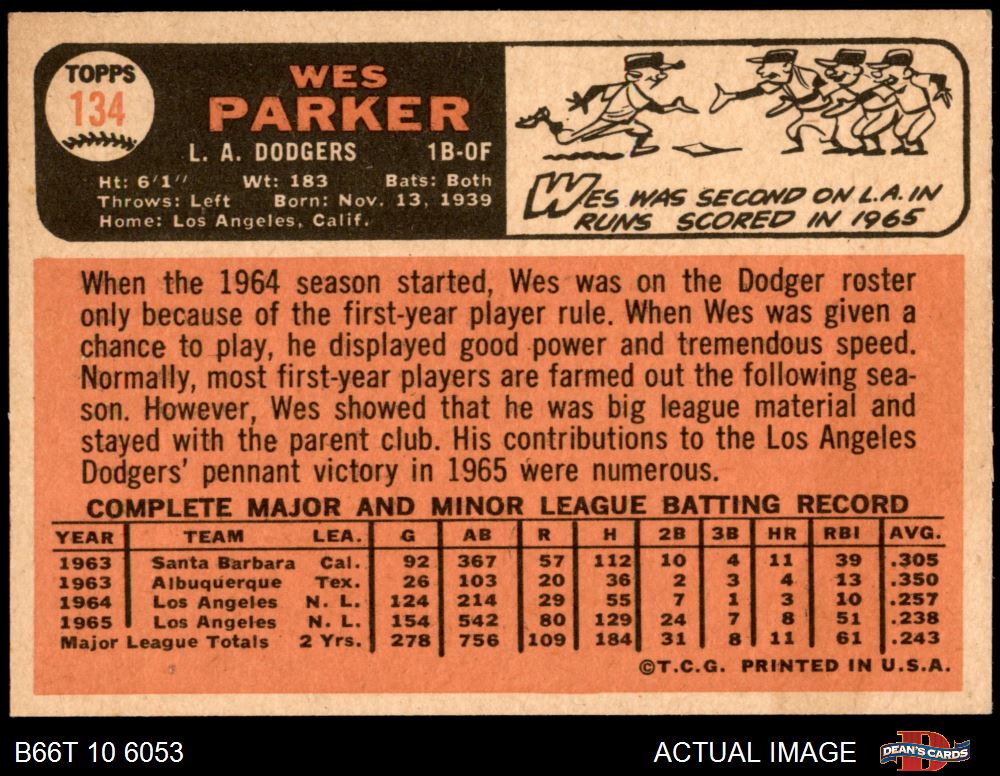 TOPPS
134
WES
PARKER
L. A. DODGERS 1B-OF
Ht: 6'1" Wt: 183 Bats: Both
Throws: Left Born: Nov. 13, 1939
Home: Los Angeles, Calif.
WES WAS SECOND ON L.A. IN
RUNS SCORED IN 1965
When the 1964 season started, Wes was on the Dodger roster
only because of the first-year player rule. When Wes was given a
chance to play, he displayed good power and tremendous speed.
Normally, most first-year players are farmed out the following sea-
son. However, Wes showed that he was big league material and
stayed with the parent club. His contributions to the Los Angeles
Dodgers' pennant victory in 1965 were numerous.
COMPLETE MAJOR AND MINOR LEAGUE BATTING RECORD
YEAR TEAM LEA. G AB R H 2B 3B HR RBI AVG.
1963 Santa Barbara Cal. 92 367 57 112 10 4 11 39 .305
1963 Albuquerque Tex. 26 103 20 36 2 3 4 13 .350
1964 Los Angeles N. L. 124 214 29 55 7 1 3 10 .257
1965 Los Angeles N. L. 154 542 80 129 24 7 8 51 .238
Major League Totals 2 Yrs. 278 756 109 184 31 8 11 61 .243
©T.C.G. PRINTED IN U.S.A.
B66T 10 6053 ACTUAL IMAGE DEAN'S CARDS